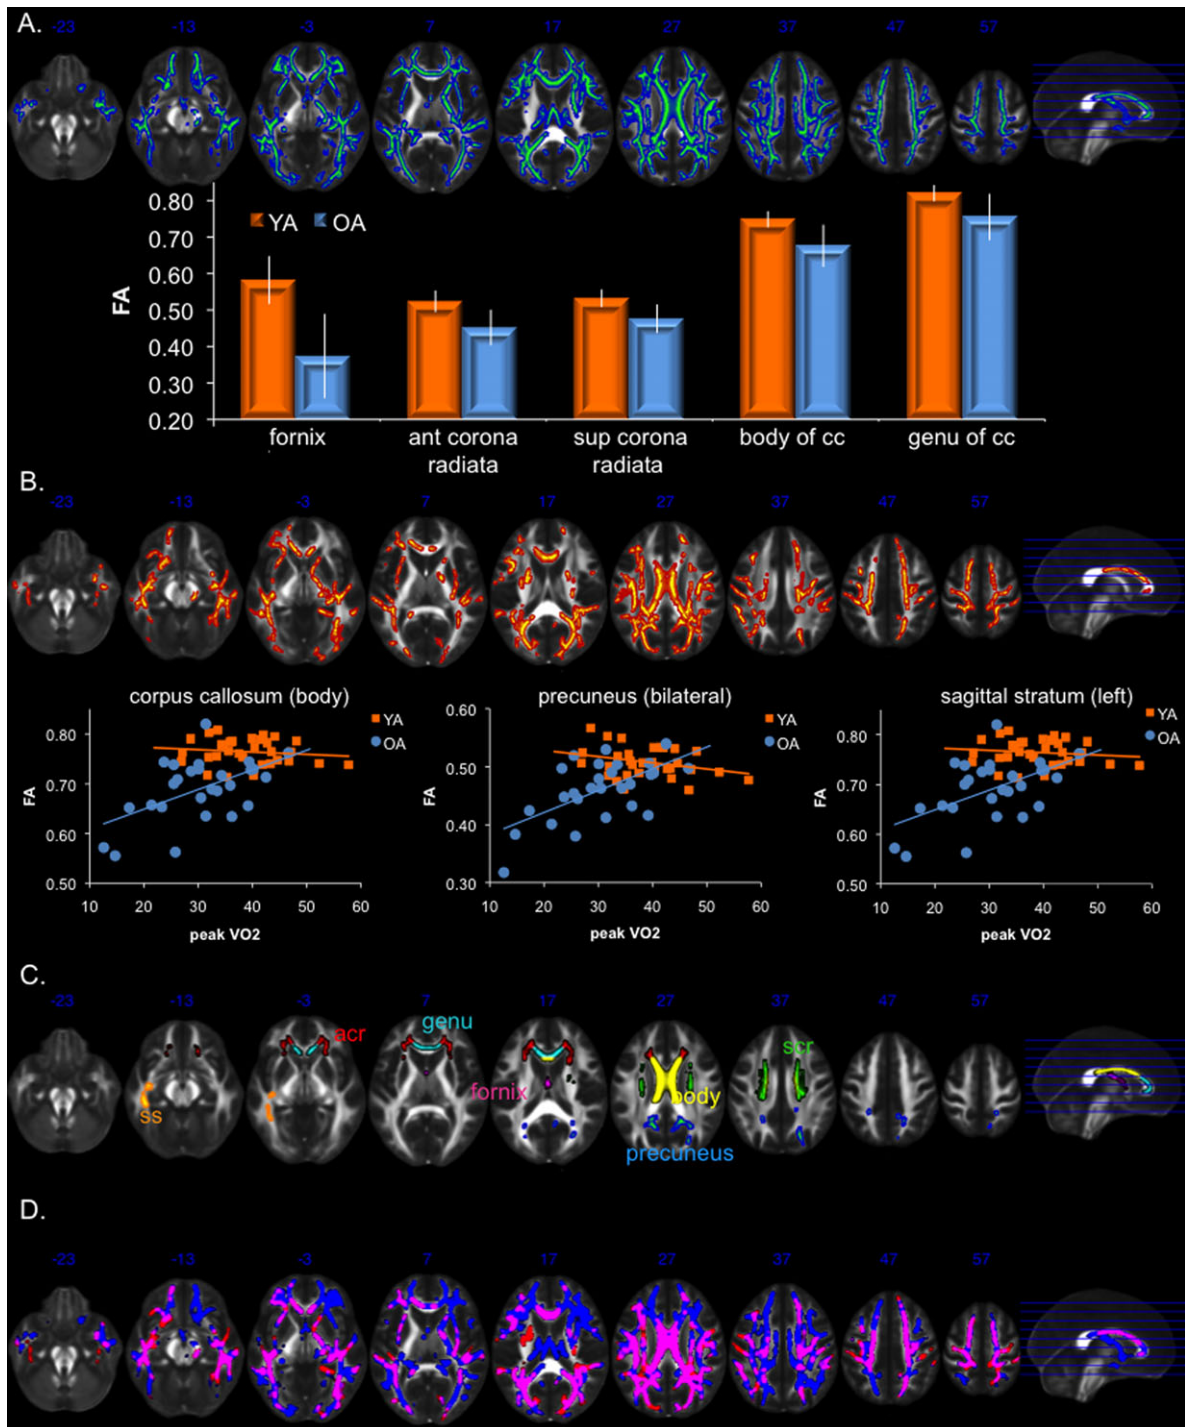 A.
-23 -13 -3 7 17 27 37 47 57
0.80
0.70
0.60
0.50
0.40
0.30
0.20
FA
YA OA
fornix ant corona sup corona body of cc genu of cc
radiata radiata
B.
-23 -13 -3 7 17 27 37 47 57
corpus callosum (body)
YA
OA
0.80
0.70
0.60
0.50
FA
10 20 30 40 50 60
peak VO2
precuneus (bilateral)
YA
OA
0.60
0.50
0.40
0.30
FA
10 20 30 40 50 60
peak VO2
sagittal stratum (left)
YA
OA
0.80
0.70
0.60
0.50
FA
10 20 30 40 50 60
peak VO2
C.
-23 -13 -3 7 17 27 37 47 57
genu
acr
scr
fornix
body
ss
precuneus
D.
-23 -13 -3 7 17 27 37 47 57